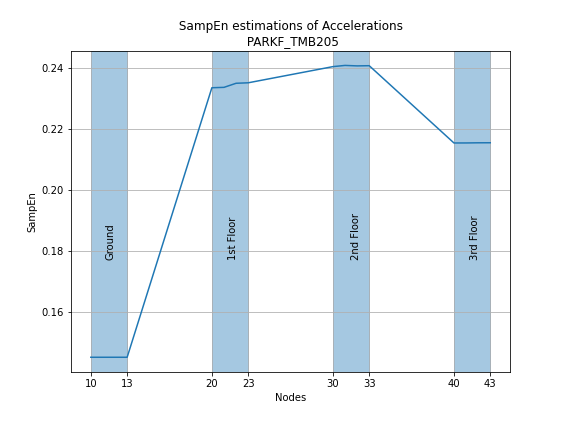 SampEn estimations of Accelerations
PARKF_TMB205
0.24
0.22
0.20
0.18
0.16
SampEn
Ground
1st Floor
2nd Floor
3rd Floor
10 13 20 23 30 33 40 43
Nodes